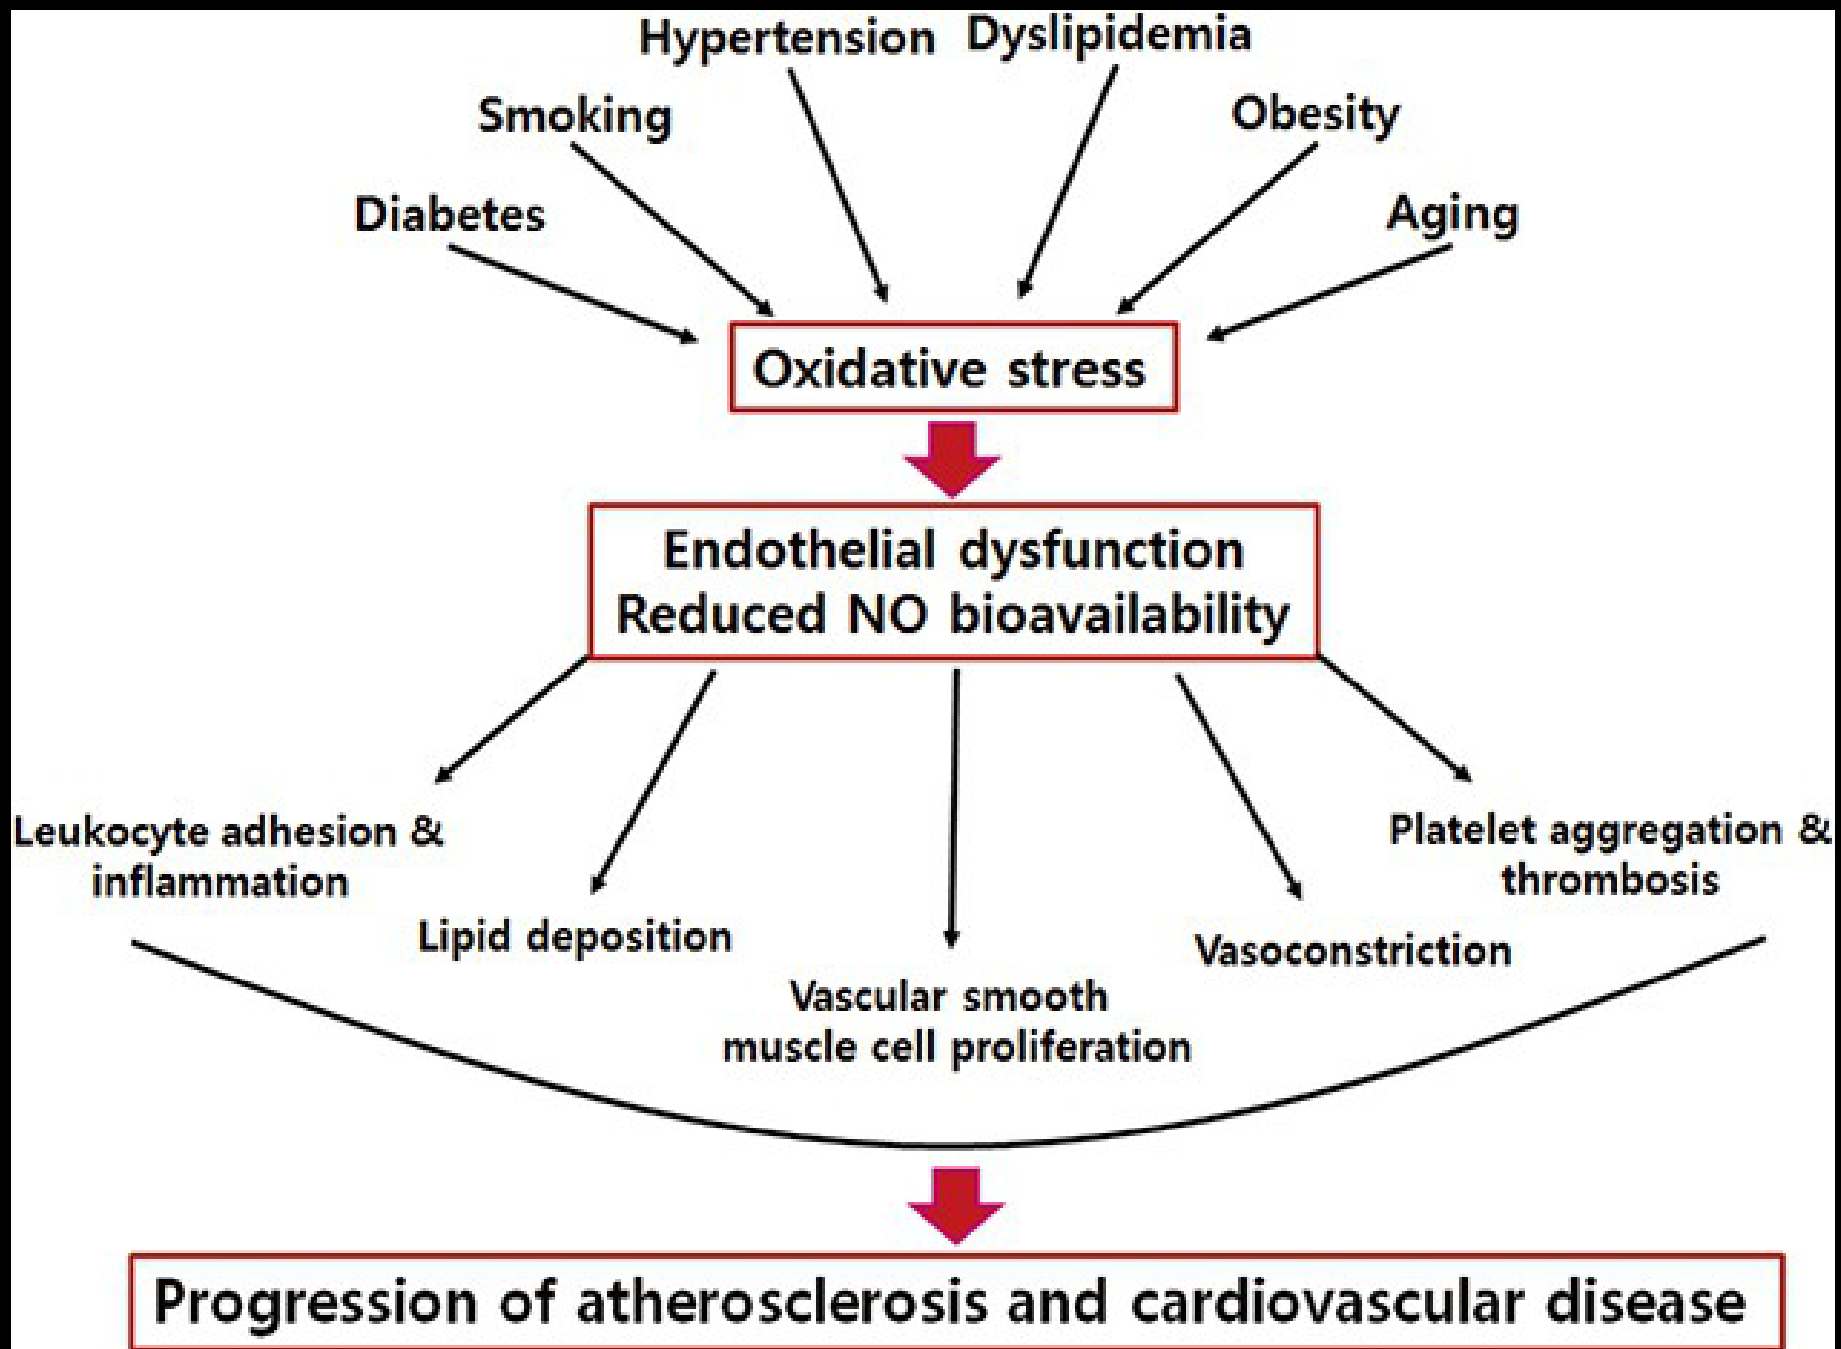 Hypertension Dyslipidemia
Smoking
Obesity
Diabetes
Aging
Oxidative stress
Endothelial dysfunction
Reduced NO bioavailability
Leukocyte adhesion &
inflammation
Platelet aggregation &
thrombosis
Lipid deposition
Vasoconstriction
Vascular smooth
muscle cell proliferation
Progression of atherosclerosis and cardiovascular disease